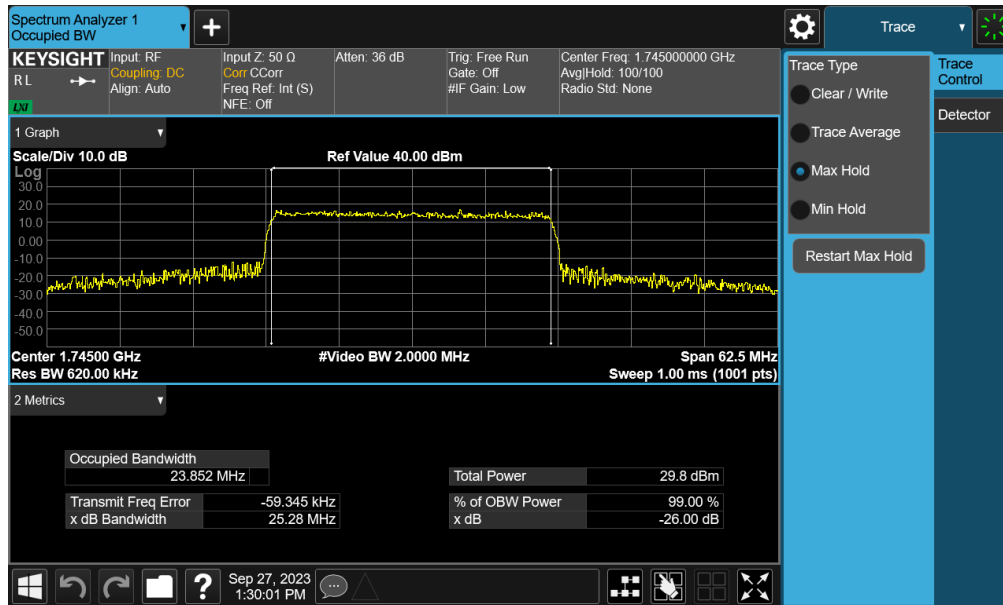 Spectrum Analyzer 1
Occupied BW
+
Trace
KEYSIGHT
R L
LXI
Input: RF
Coupling: DC
Align: Auto
Input Z: 50 Ω
Corr CCorr
Freq Ref: Int (S)
NFE: Off
Atten: 36 dB
Trig: Free Run
Gate: Off
#IF Gain: Low
Center Freq: 1.745000000 GHz
Avg|Hold: 100/100
Radio Std: None
Trace Type
Clear / Write
Trace Average
Max Hold
Min Hold
Restart Max Hold
Trace
Control
Detector
1 Graph
Scale/Div 10.0 dB
Ref Value 40.00 dBm
Log
30.0
20.0
10.0
0.00
-10.0
-20.0
-30.0
-40.0
-50.0
Center 1.74500 GHz
#Video BW 2.0000 MHz
Span 62.5 MHz
Res BW 620.00 kHz
Sweep 1.00 ms (1001 pts)
2 Metrics
Occupied Bandwidth
23.852 MHz
Total Power 29.8 dBm
Transmit Freq Error -59.345 kHz
% of OBW Power 99.00 %
x dB Bandwidth 25.28 MHz
x dB -26.00 dB
?
Sep 27, 2023
1:30:01 PM